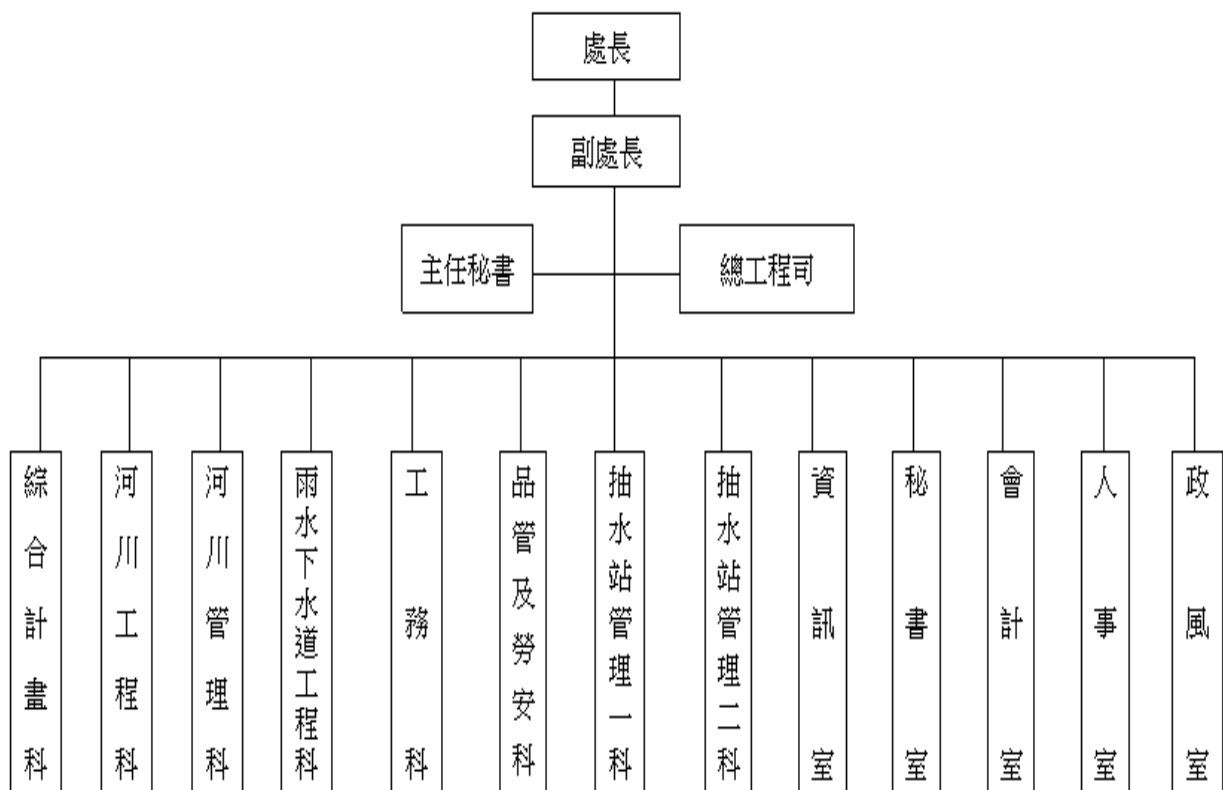 處長
副處長
主任秘書
總工程司
綜合計畫科
河川工程科
河川管理科
雨水下水道工程科
工務科
品管及勞安科
抽水站管理一科
抽水站管理二科
資訊室
秘書室
會計室
人事室
政風室